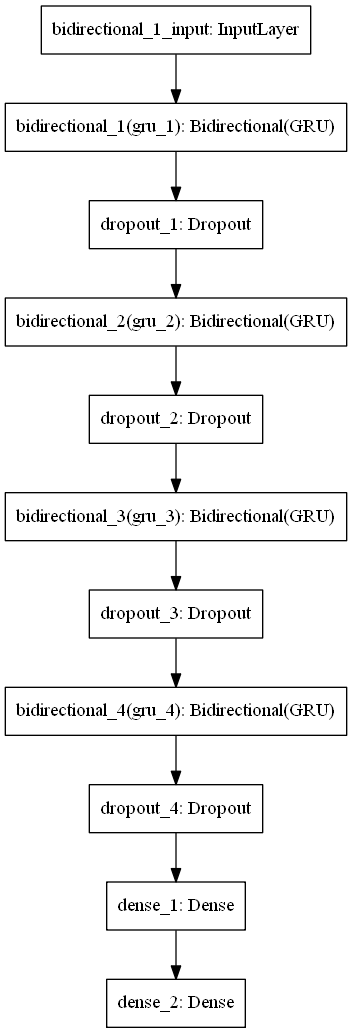 bidirectional_1_input: InputLayer
bidirectional_1(gru_1): Bidirectional(GRU)
dropout_1: Dropout
bidirectional_2(gru_2): Bidirectional(GRU)
dropout_2: Dropout
bidirectional_3(gru_3): Bidirectional(GRU)
dropout_3: Dropout
bidirectional_4(gru_4): Bidirectional(GRU)
dropout_4: Dropout
dense_1: Dense
dense_2: Dense